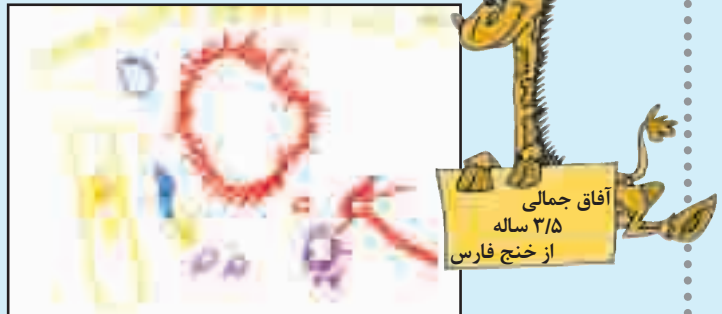 آفاق جمالی
۳/۵ ساله
از خنج فارس